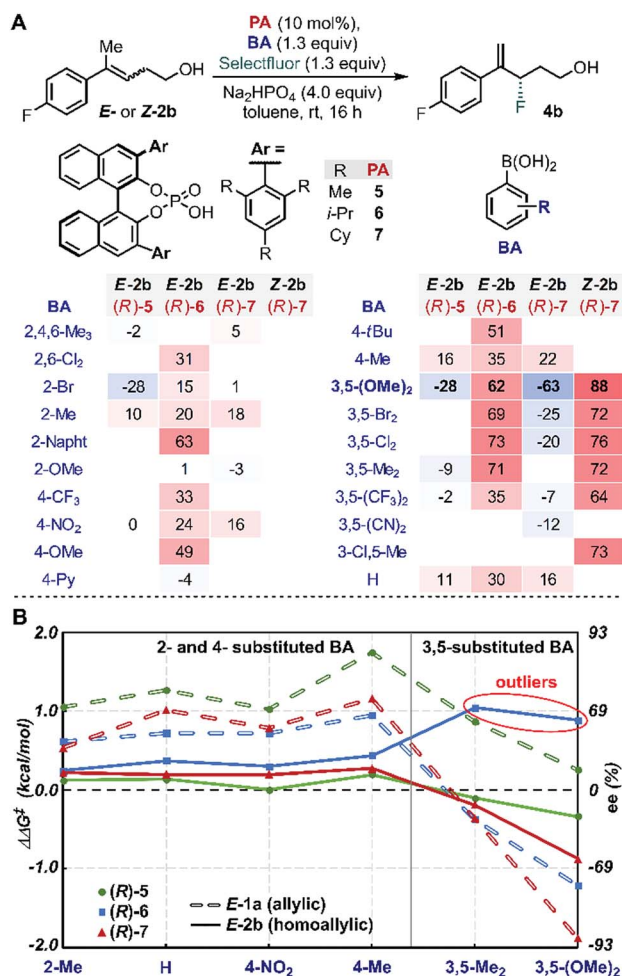 A
PA (10 mol%),
BA (1.3 equiv)
Selectfluor (1.3 equiv)
Na2HPO4 (4.0 equiv)
toluene, rt, 16 h
Me
OH
F
E- or Z-2b
OH
F
F
4b
Ar
O
O
P
O
OH
Ar
Ar =
R
R
R
R PA
Me 5
i-Pr 6
Cy 7
B(OH)2
R
BA
E-2b E-2b E-2b Z-2b
BA (R)-5 (R)-6 (R)-7 (R)-7
2,4,6-Me3 -2 5
2,6-Cl2 31
2-Br -28 15 1
2-Me 10 20 18
2-Napht 63
2-OMe 1 -3
4-CF3 33
4-NO2 0 24 16
4-OMe 49
4-Py -4
E-2b E-2b E-2b Z-2b
BA (R)-5 (R)-6 (R)-7 (R)-7
4-tBu 51
4-Me 16 35 22
3,5-(OMe)2 -28 62 -63 88
3,5-Br2 69 -25 72
3,5-Cl2 73 -20 76
3,5-Me2 -9 71 72
3,5-(CF3)2 -2 35 -7 64
3,5-(CN)2 -12
3-Cl,5-Me 73
H 11 30 16
B
2- and 4- substituted BA
3,5-substituted BA
outliers
ΔΔG‡ (kcal/mol)
2.0
1.0
0.0
-1.0
-2.0
93
69
0
-69
-93
ee (%)
(R)-5
(R)-6
(R)-7
E-1a (allylic)
E-2b (homoallylic)
2-Me H 4-NO2 4-Me 3,5-Me2 3,5-(OMe)2